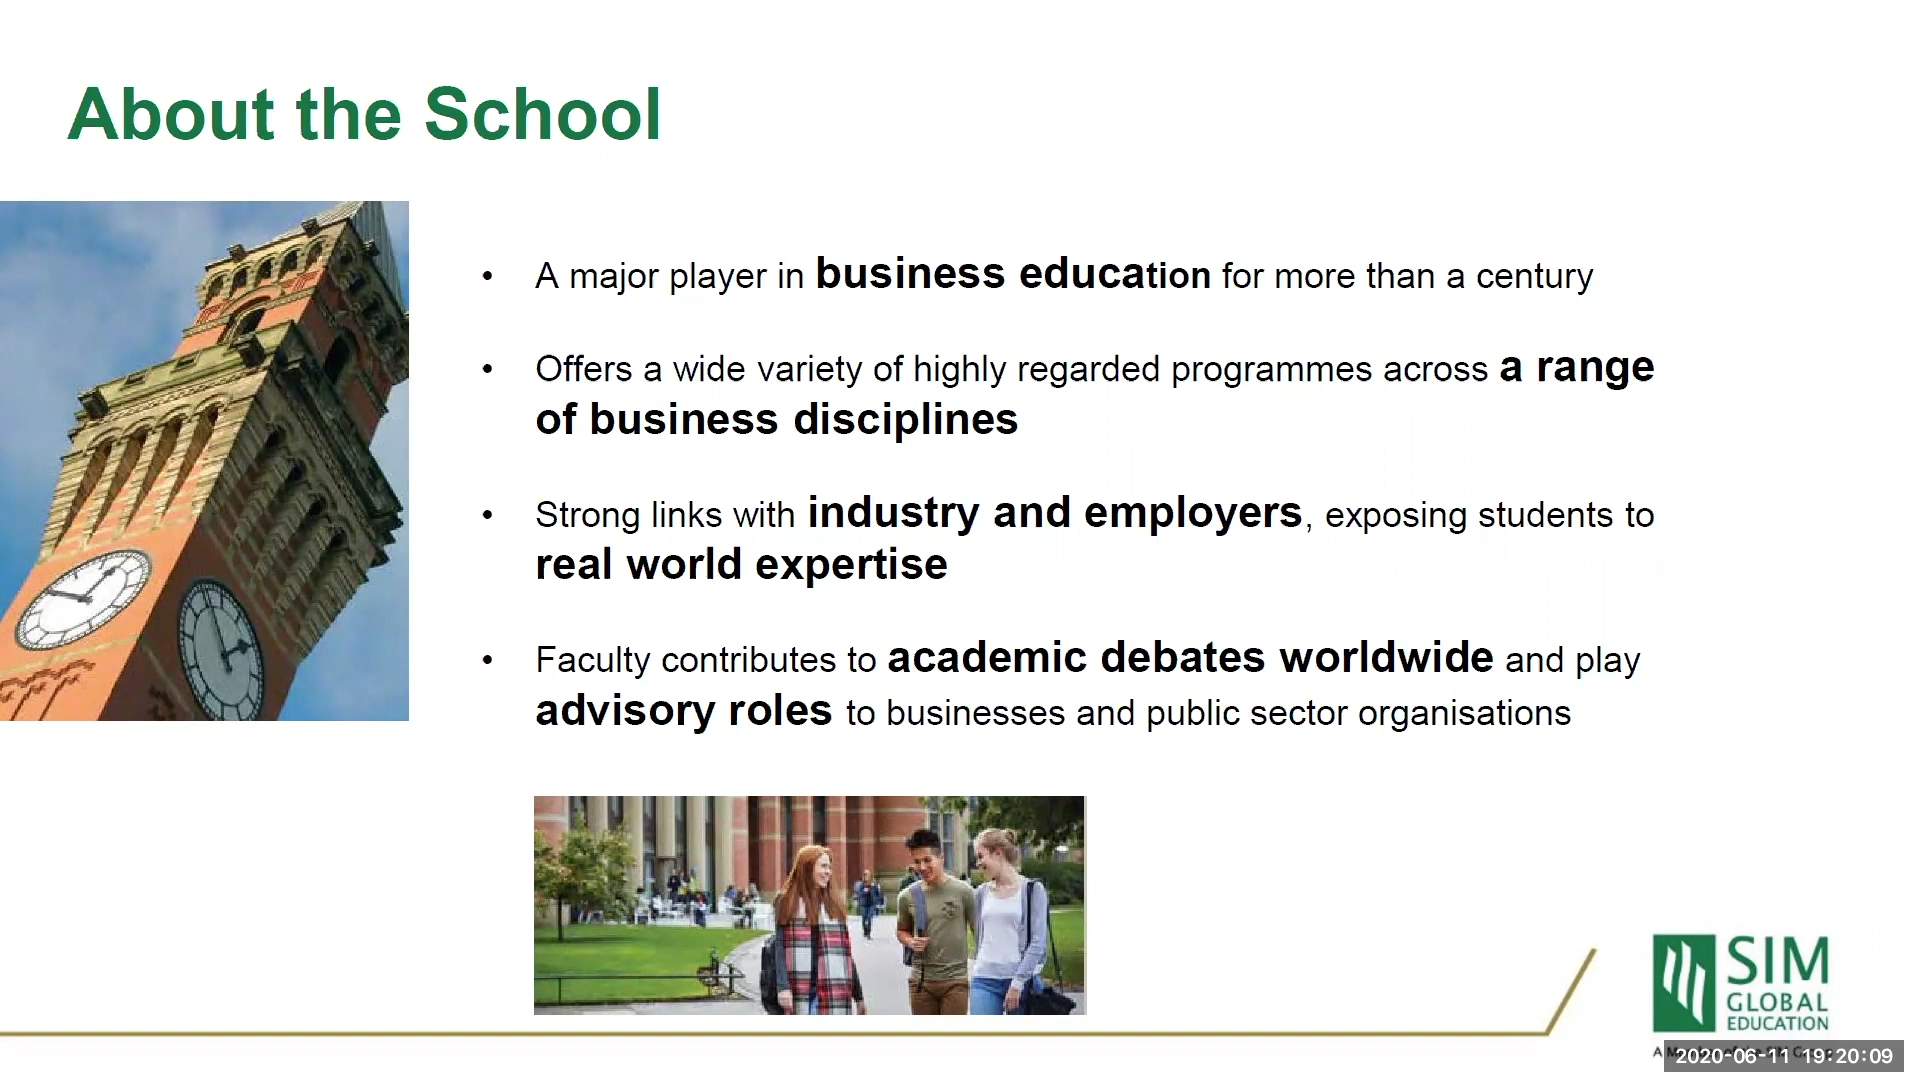 About the School
• A major player in business education for more than a century
• Offers a wide variety of highly regarded programmes across a range
of business disciplines
• Strong links with industry and employers, exposing students to
real world expertise
• Faculty contributes to academic debates worldwide and play
advisory roles to businesses and public sector organisations
SIM
GLOBAL
EDUCATION
A
2020-06-11 19:20:09